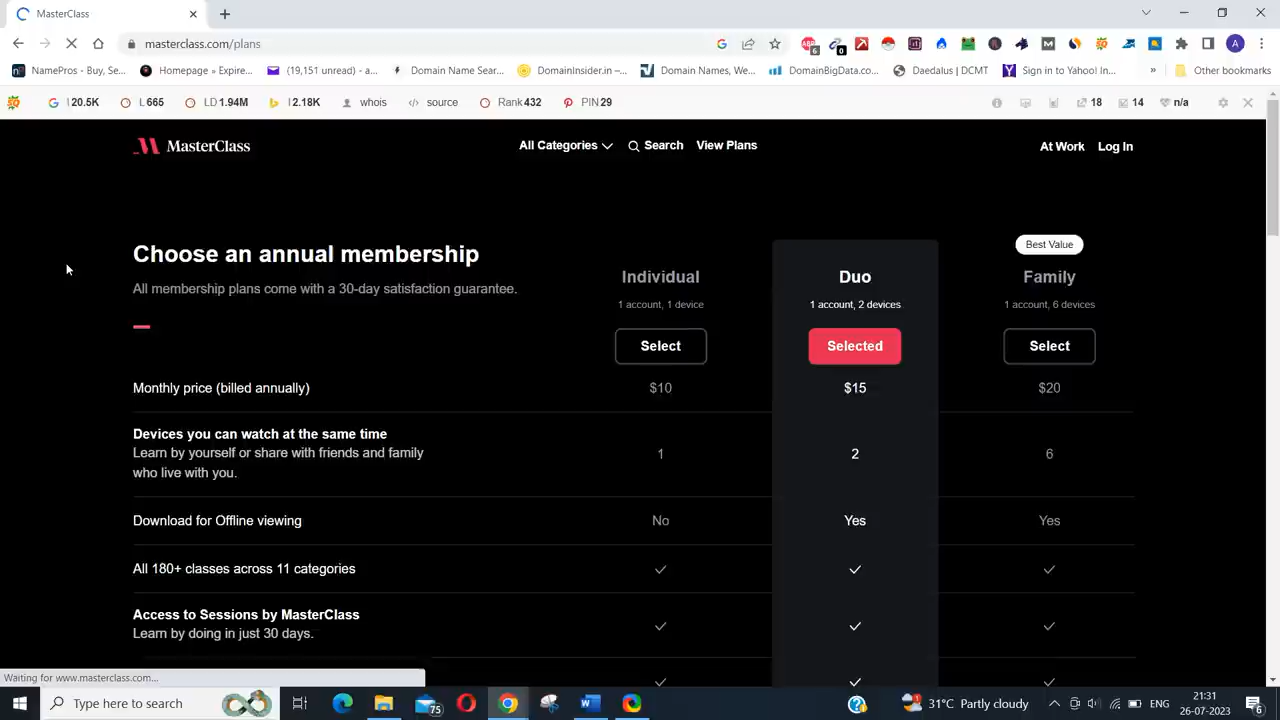 MasterClass
masterclass.com/plans
6
0
A
NamePros - Buy, Se...
Homepage » Expire...
(19,151 unread) - a...
Domain Name Sear...
DomainInsider.in –...
Domain Names, We...
DomainBigData.co...
Daedalus | DCMT
Sign in to Yahoo! In...
»
Other bookmarks
I 20.5K
L 665
LD 1.94M
I 2.18K
whois
source
Rank 432
PIN 29
18
14
n/a
MasterClass
All Categories
Search
View Plans
At Work
Log In
Choose an annual membership
All membership plans come with a 30-day satisfaction guarantee.
Individual
1 account, 1 device
Select
Duo
1 account, 2 devices
Selected
Best Value
Family
1 account, 6 devices
Select
Monthly price (billed annually)
$10
$15
$20
Devices you can watch at the same time
Learn by yourself or share with friends and family
who live with you.
1
2
6
Download for Offline viewing
No
Yes
Yes
All 180+ classes across 11 categories
Access to Sessions by MasterClass
Learn by doing in just 30 days.
Waiting for www.masterclass.com...
Type here to search
75
31°C Partly cloudy
ENG
21:31
26-07-2023
6